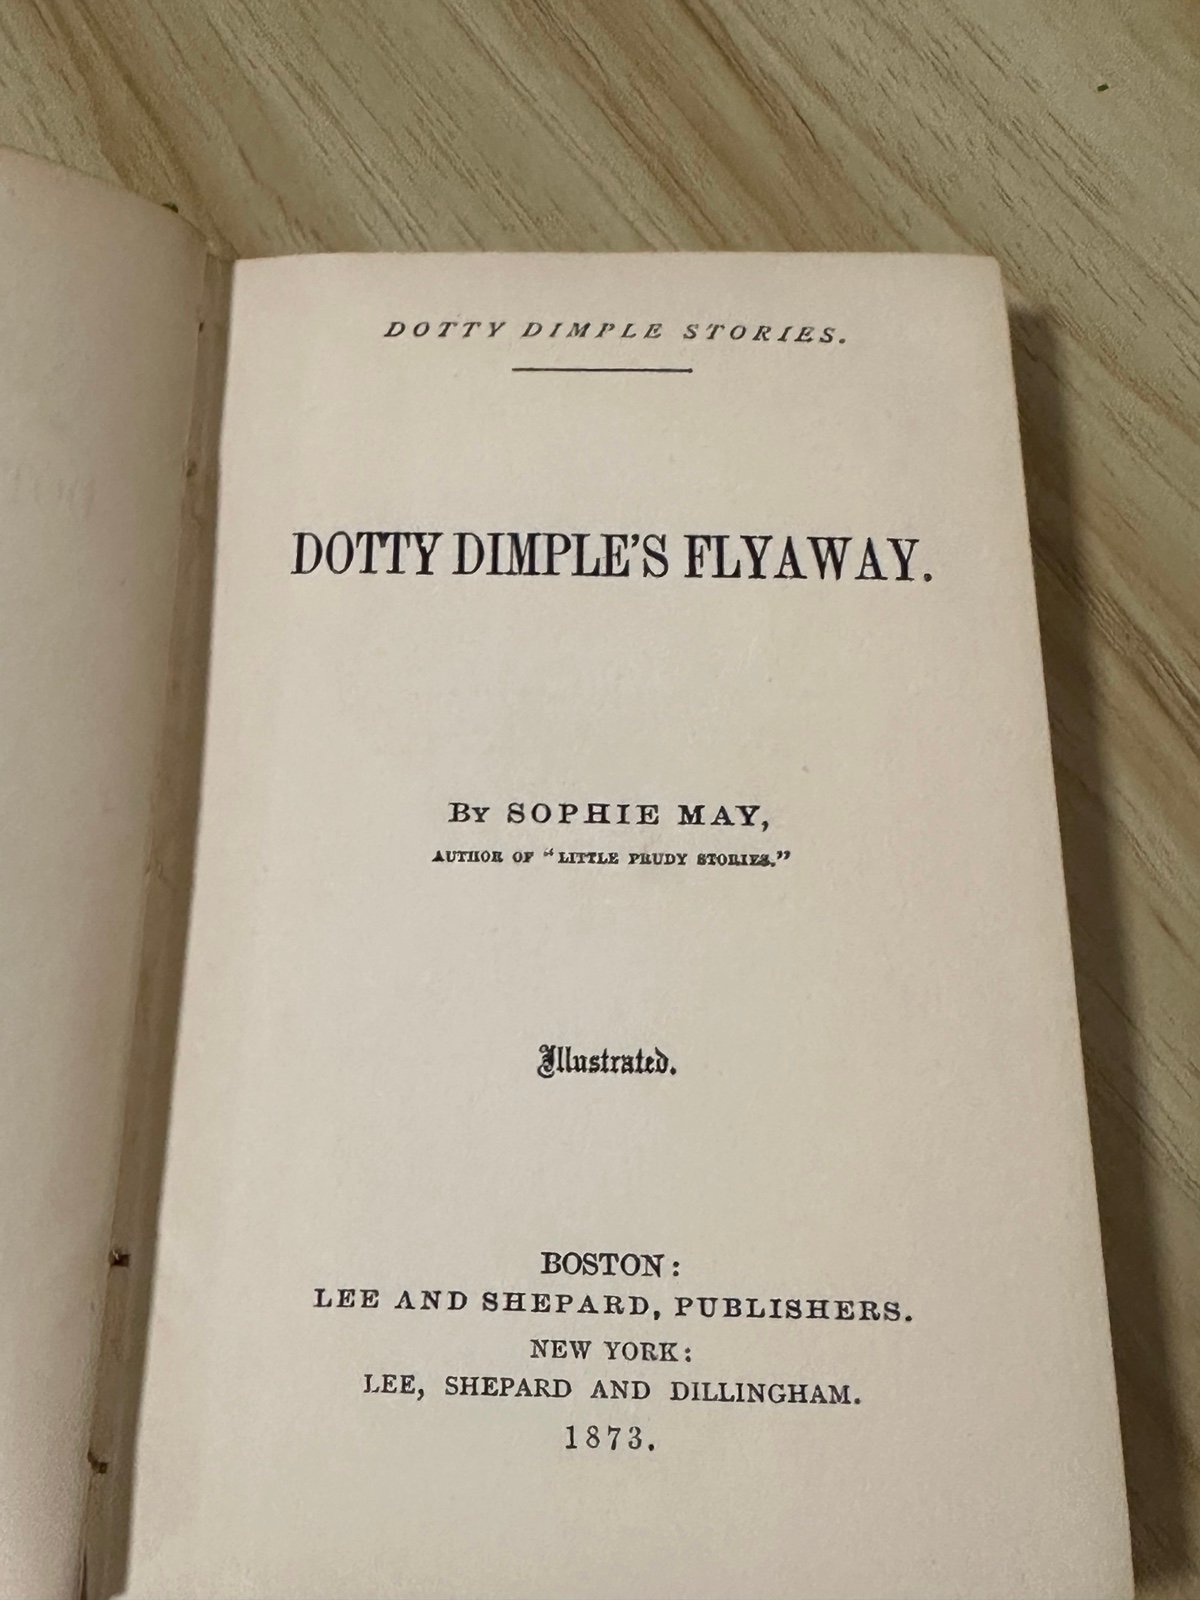 DOTTY DIMPLE STORIES.
DOTTY DIMPLE'S FLYAWAY.
BY SOPHIE MAY,
AUTHOR OF "LITTLE PRUDY STORIES."
Illustrated.
BOSTON:
LEE AND SHEPARD, PUBLISHERS.
NEW YORK:
LEE, SHEPARD AND DILLINGHAM.
1873.